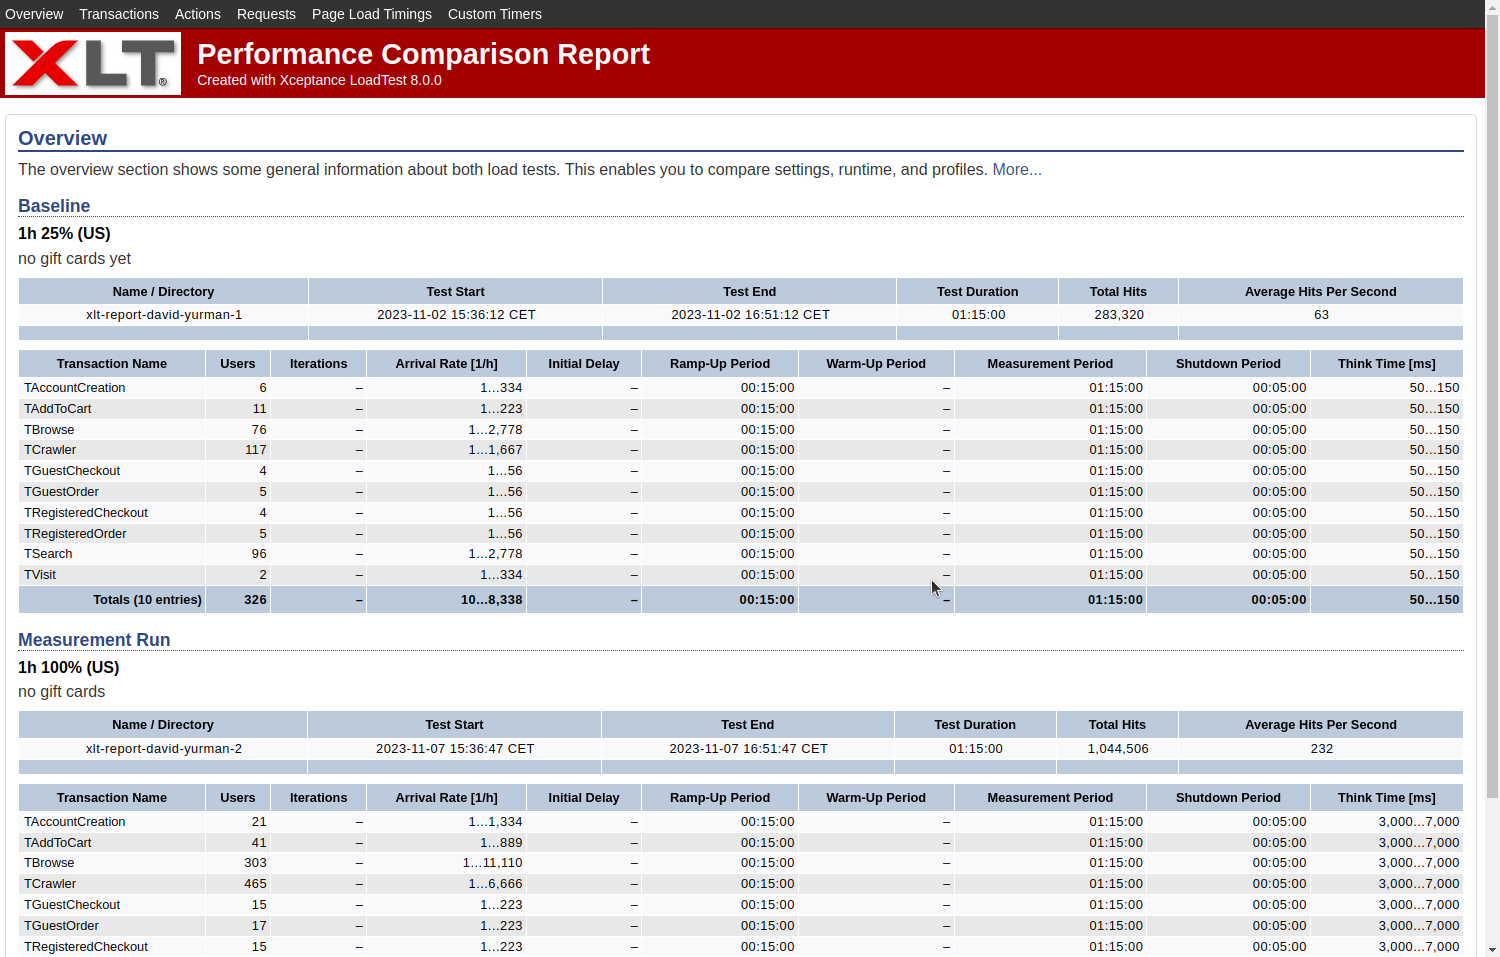 Overview Transactions Actions Requests Page Load Timings Custom Timers
XLT®
Performance Comparison Report
Created with Xceptance LoadTest 8.0.0
Overview
The overview section shows some general information about both load tests. This enables you to compare settings, runtime, and profiles. More...
Baseline
1h 25% (US)
no gift cards yet
Name / Directory Test Start Test End Test Duration Total Hits Average Hits Per Second
xlt-report-david-yurman-1 2023-11-02 15:36:12 CET 2023-11-02 16:51:12 CET 01:15:00 283,320 63
Transaction Name Users Iterations Arrival Rate [1/h] Initial Delay Ramp-Up Period Warm-Up Period Measurement Period Shutdown Period Think Time [ms]
TAccountCreation 6 – 1...334 – 00:15:00 – 01:15:00 00:05:00 50...150
TAddToCart 11 – 1...223 – 00:15:00 – 01:15:00 00:05:00 50...150
TBrowse 76 – 1...2,778 – 00:15:00 – 01:15:00 00:05:00 50...150
TCrawler 117 – 1...1,667 – 00:15:00 – 01:15:00 00:05:00 50...150
TGuestCheckout 4 – 1...56 – 00:15:00 – 01:15:00 00:05:00 50...150
TGuestOrder 5 – 1...56 – 00:15:00 – 01:15:00 00:05:00 50...150
TRegisteredCheckout 4 – 1...56 – 00:15:00 – 01:15:00 00:05:00 50...150
TRegisteredOrder 5 – 1...56 – 00:15:00 – 01:15:00 00:05:00 50...150
TSearch 96 – 1...2,778 – 00:15:00 – 01:15:00 00:05:00 50...150
TVisit 2 – 1...334 – 00:15:00 – 01:15:00 00:05:00 50...150
Totals (10 entries) 326 – 10...8,338 – 00:15:00 – 01:15:00 00:05:00 50...150
Measurement Run
1h 100% (US)
no gift cards
Name / Directory Test Start Test End Test Duration Total Hits Average Hits Per Second
xlt-report-david-yurman-2 2023-11-07 15:36:47 CET 2023-11-07 16:51:47 CET 01:15:00 1,044,506 232
Transaction Name Users Iterations Arrival Rate [1/h] Initial Delay Ramp-Up Period Warm-Up Period Measurement Period Shutdown Period Think Time [ms]
TAccountCreation 21 – 1...1,334 – 00:15:00 – 01:15:00 00:05:00 3,000...7,000
TAddToCart 41 – 1...889 – 00:15:00 – 01:15:00 00:05:00 3,000...7,000
TBrowse 303 – 1...11,110 – 00:15:00 – 01:15:00 00:05:00 3,000...7,000
TCrawler 465 – 1...6,666 – 00:15:00 – 01:15:00 00:05:00 3,000...7,000
TGuestCheckout 15 – 1...223 – 00:15:00 – 01:15:00 00:05:00 3,000...7,000
TGuestOrder 17 – 1...223 – 00:15:00 – 01:15:00 00:05:00 3,000...7,000
TRegisteredCheckout 15 – 1...223 – 00:15:00 – 01:15:00 00:05:00 3,000...7,000